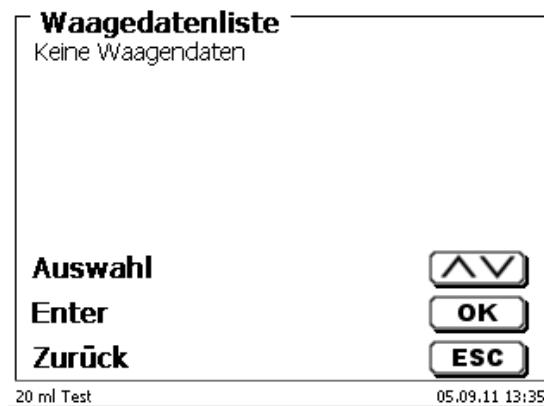 Waagedatenliste
Keine Waagendaten
Auswahl
Enter OK
Zurück ESC
20 ml Test 05.09.11 13:35